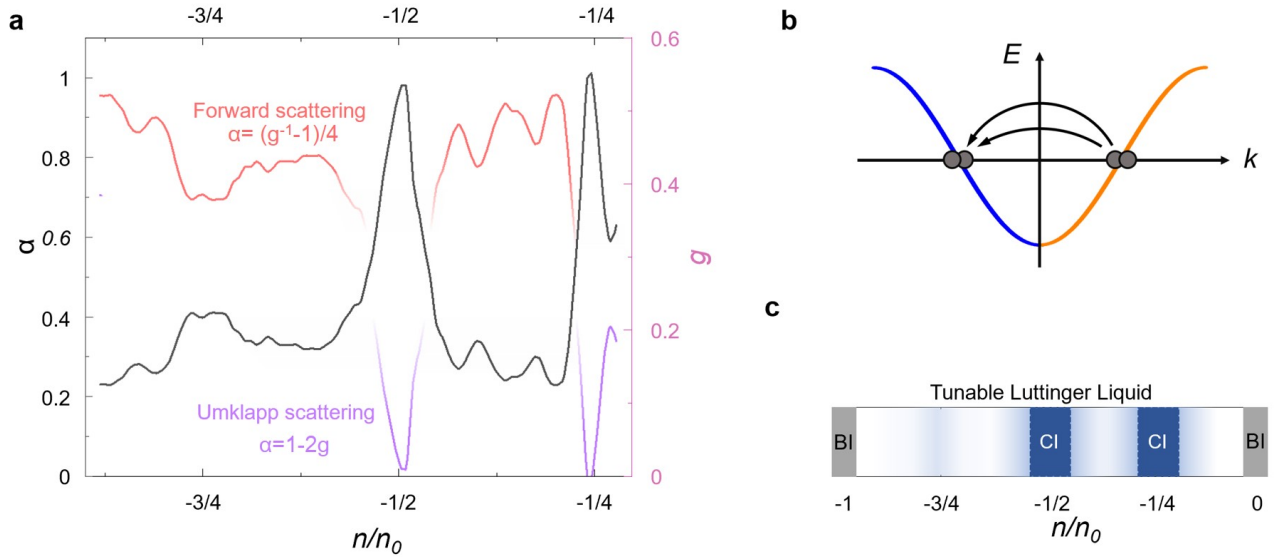 a
-3/4 -1/2 -1/4
1
0.8
0.6
0.4
0.2
0
α
0.6
0.4
0.2
0
g
Forward scattering
α= (g⁻¹-1)/4
Umklapp scattering
α=1-2g
-3/4 -1/2 -1/4
n/n₀
b
E
k
c
Tunable Luttinger Liquid
BI CI CI BI
-1 -3/4 -1/2 -1/4 0
n/n₀